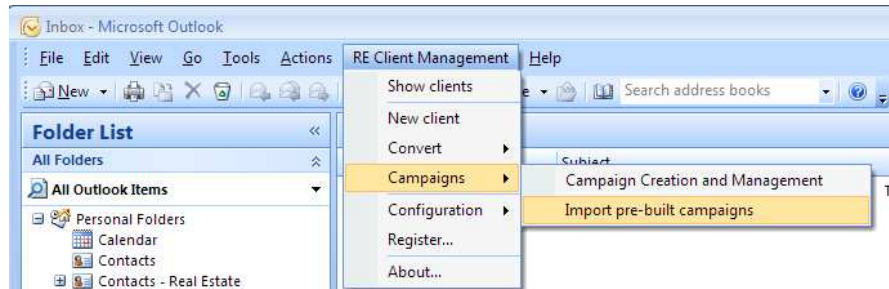 Inbox - Microsoft Outlook
File Edit View Go Tools Actions RE Client Management Help
New Show clients e Search address books
Folder List New client
All Folders Convert Subject
All Outlook Items Campaigns Campaign Creation and Management T
Personal Folders Configuration Import pre-built campaigns
Calendar Register...
Contacts
Contacts - Real Estate About...